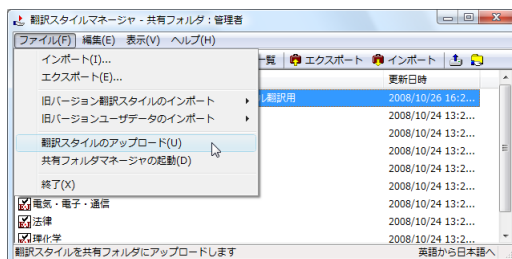 翻訳スタイルマネージャ - 共有フォルダ : 管理者
ファイル(F) 編集(E) 表示(V) ヘルプ(H)
インポート(I)...
エクスポート(E)...
旧バージョン翻訳スタイルのインポート
旧バージョンユーザデータのインポート
翻訳スタイルのアップロード(U)
共有フォルダマネージャの起動(D)
終了(X)
一覧 エクスポート インポート
更新日時
ル翻訳用 2008/10/26 16:2...
2008/10/24 13:2...
2008/10/24 13:2...
2008/10/24 13:2...
2008/10/24 13:2...
2008/10/24 13:2...
電気・電子・通信 2008/10/24 13:2...
法律 2008/10/24 13:2...
理化学 2008/10/24 13:2...
翻訳スタイルを共有フォルダにアップロードします 英語から日本語へ